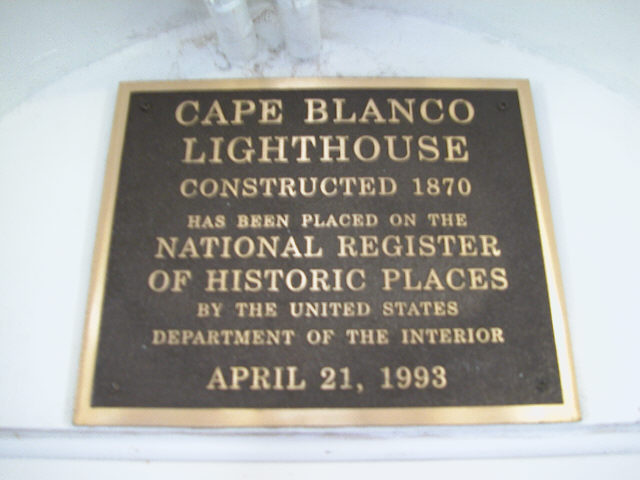 CAPE BLANCO
LIGHTHOUSE
CONSTRUCTED 1870
HAS BEEN PLACED ON THE
NATIONAL REGISTER
OF HISTORIC PLACES
BY THE UNITED STATES
DEPARTMENT OF THE INTERIOR
APRIL 21, 1993